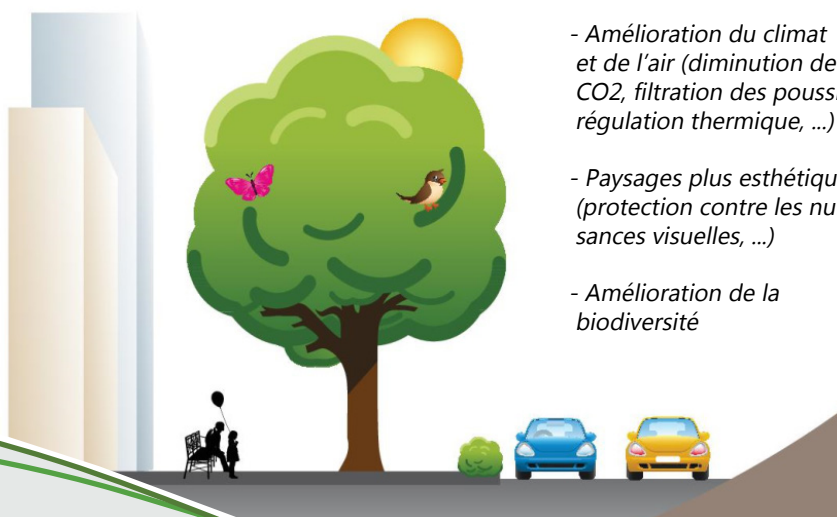 - Amélioration du climat
et de l'air (diminution de
CO2, filtration des pouss
régulation thermique, ...)
- Paysages plus esthétiqu
(protection contre les nu
sances visuelles, ...)
- Amélioration de la
biodiversité